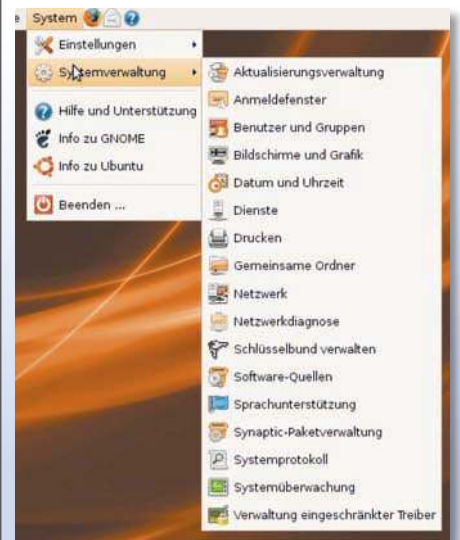 System
Einstellungen
Systemverwaltung
Hilfe und Unterstützung
Info zu GNOME
Info zu Ubuntu
Beenden ...
Aktualisierungsverwaltung
Anmeldefenster
Benutzer und Gruppen
Bildschirme und Grafik
Datum und Uhrzeit
Dienste
Drucken
Gemeinsame Ordner
Netzwerk
Netzwerkdiagnose
Schlüsselbund verwalten
Software-Quellen
Sprachunterstützung
Synaptic-Paketverwaltung
Systemprotokoll
Systemüberwachung
Verwaltung eingeschränkter Treiber